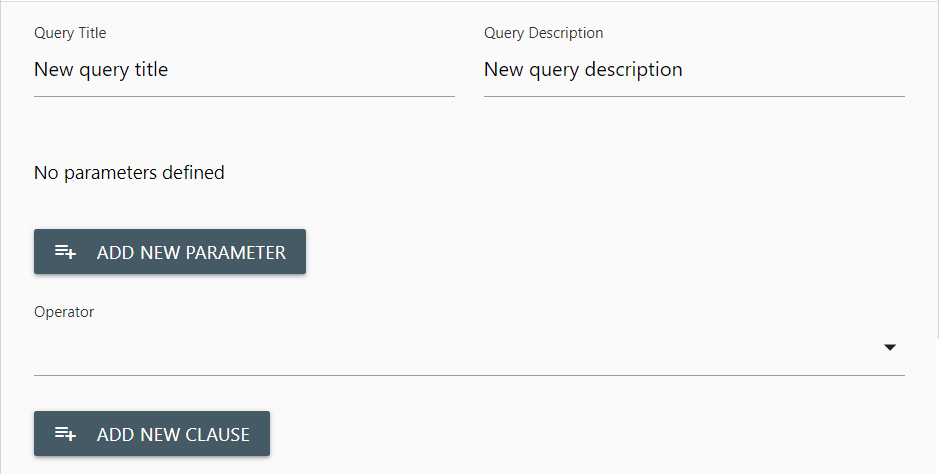 Query Title
Query Description
New query title
New query description
No parameters defined
ADD NEW PARAMETER
Operator
ADD NEW CLAUSE